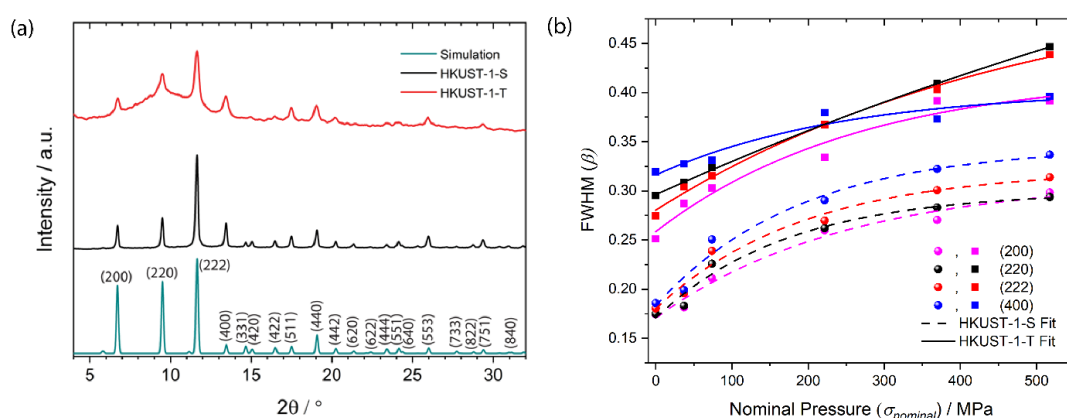 (a)
Intensity / a.u.
Simulation
HKUST-1-S
HKUST-1-T
(200)
(220)
(222)
(400)
(331)
(420)
(422)
(511)
(440)
(442)
(620)
(622)
(444)
(551)
(640)
(553)
(733)
(822)
(751)
(840)
5 10 15 20 25 30
2θ / °
(b)
FWHM (β)
0.45
0.40
0.35
0.30
0.25
0.20
0.15
, (200)
, (220)
, (222)
, (400)
HKUST-1-S Fit
HKUST-1-T Fit
0 100 200 300 400 500
Nominal Pressure (σnominal) / MPa